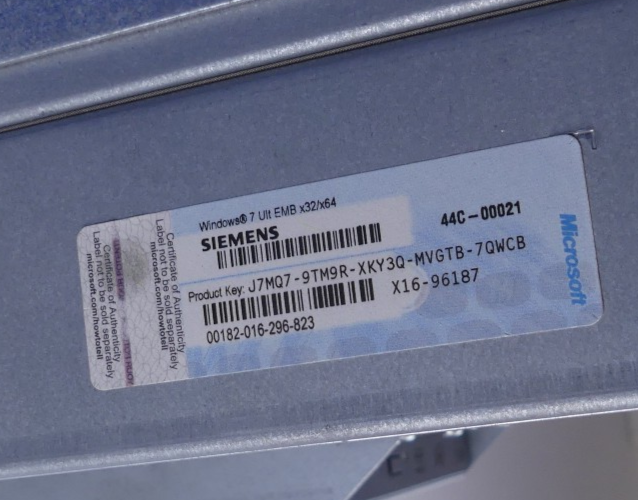 Windows® 7 Ult EMB x32/x64
SIEMENS
44C-00021
Product Key: J7MQ7-9TM9R-XKY3Q-MVGTB-7QWCB
X16-96187
00182-016-296-823
Microsoft
Certificate of Authenticity
Label not to be sold separately
microsoft.com/howtotell
Certificate of Authenticity
Label not to be sold separately
microsoft.com/howtotell